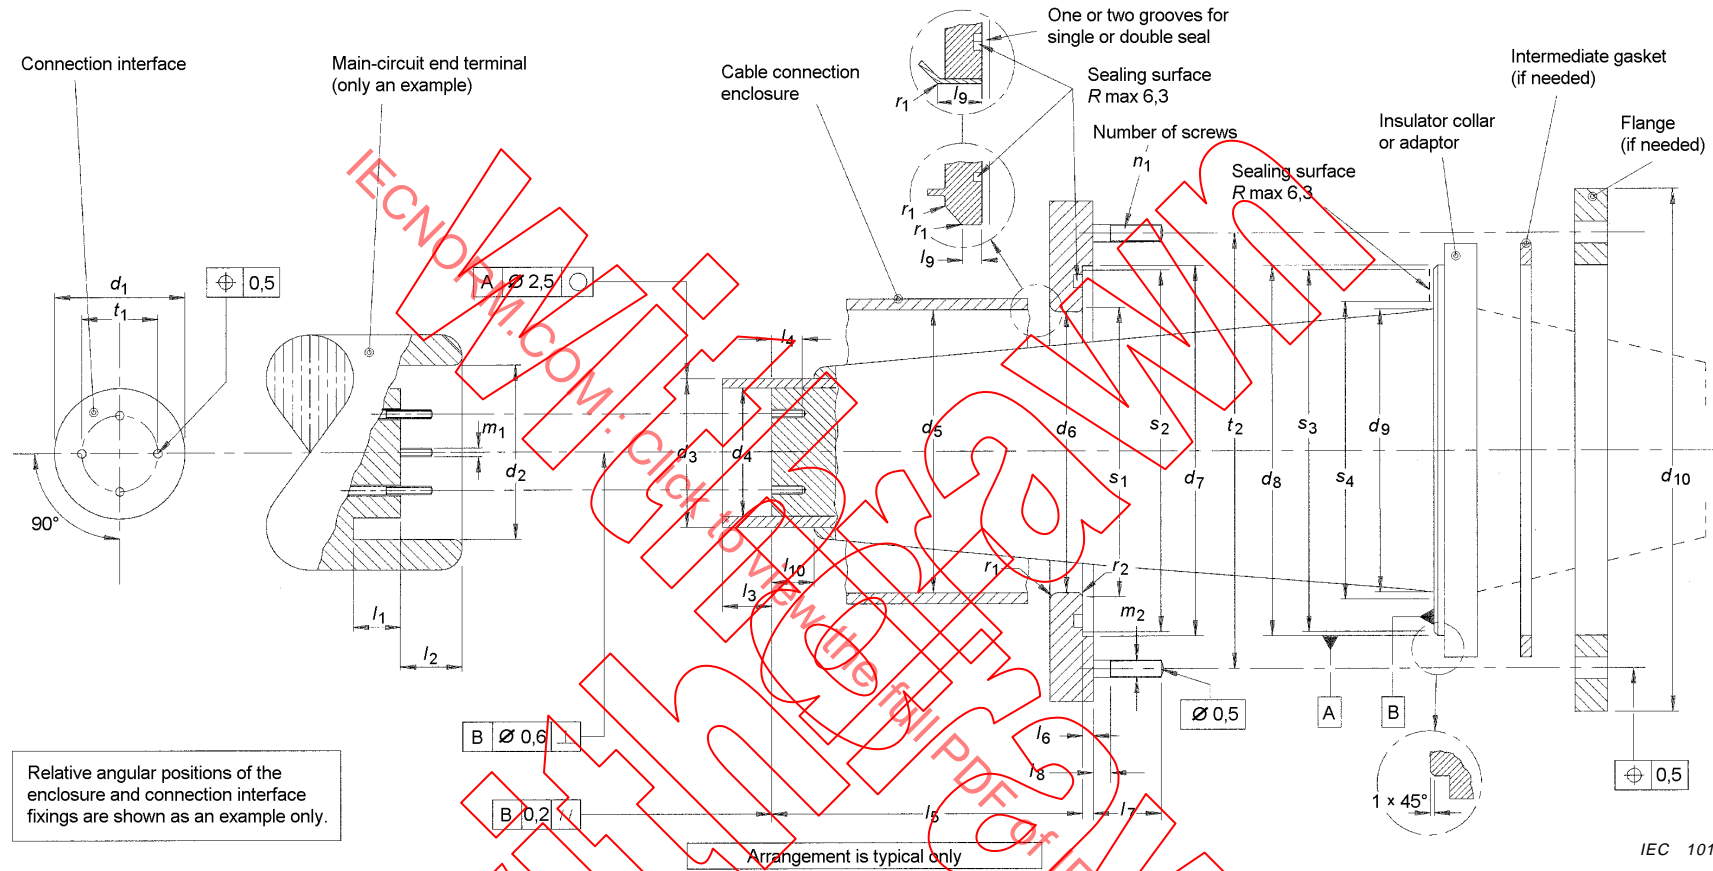 One or two grooves for
single or double seal
Connection interface
Main-circuit end terminal
(only an example)
Cable connection
enclosure
Sealing surface
R max 6,3
Intermediate gasket
(if needed)
Number of screws
n1
Insulator collar
or adaptor
Flange
(if needed)
Sealing surface
R max 6,3
r1
l9
r1
r1
l9
d1
t1
0,5
A Ø 2,5
l4
m1
d2
d3
d4
d5
d6
s1
s2
d7
t2
d8
s3
s4
d9
d10
90°
l1
l2
l3
l10
r1
r2
m2
Ø 0,5
A
B
B Ø 0,6
l6
l8
B 0,2
l5
l7
1 × 45°
0,5
Relative angular positions of the
enclosure and connection interface
fixings are shown as an example only.
Arrangement is typical only
IEC 101
IECNORM.COM : Click to view the full PDF of
Withdrawn